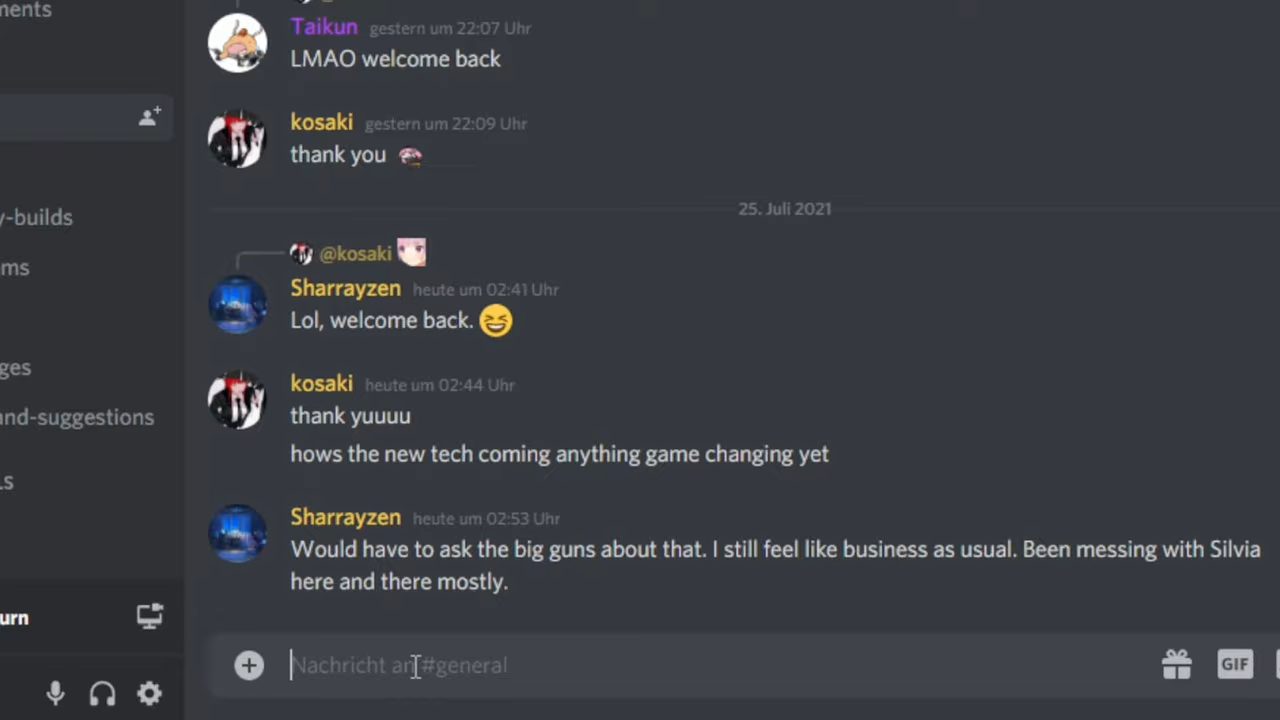 ments
Taikun gestern um 22:07 Uhr
LMAO welcome back
kosaki gestern um 22:09 Uhr
thank you
y-builds
25. Juli 2021
ms
@kosaki
Sharrayzen heute um 02:41 Uhr
Lol, welcome back.
ges
kosaki heute um 02:44 Uhr
thank yuuuu
and-suggestions
hows the new tech coming anything game changing yet
Ls
Sharrayzen heute um 02:53 Uhr
Would have to ask the big guns about that. I still feel like business as usual. Been messing with Silvia
here and there mostly.
urn
Nachricht an #general
GIF